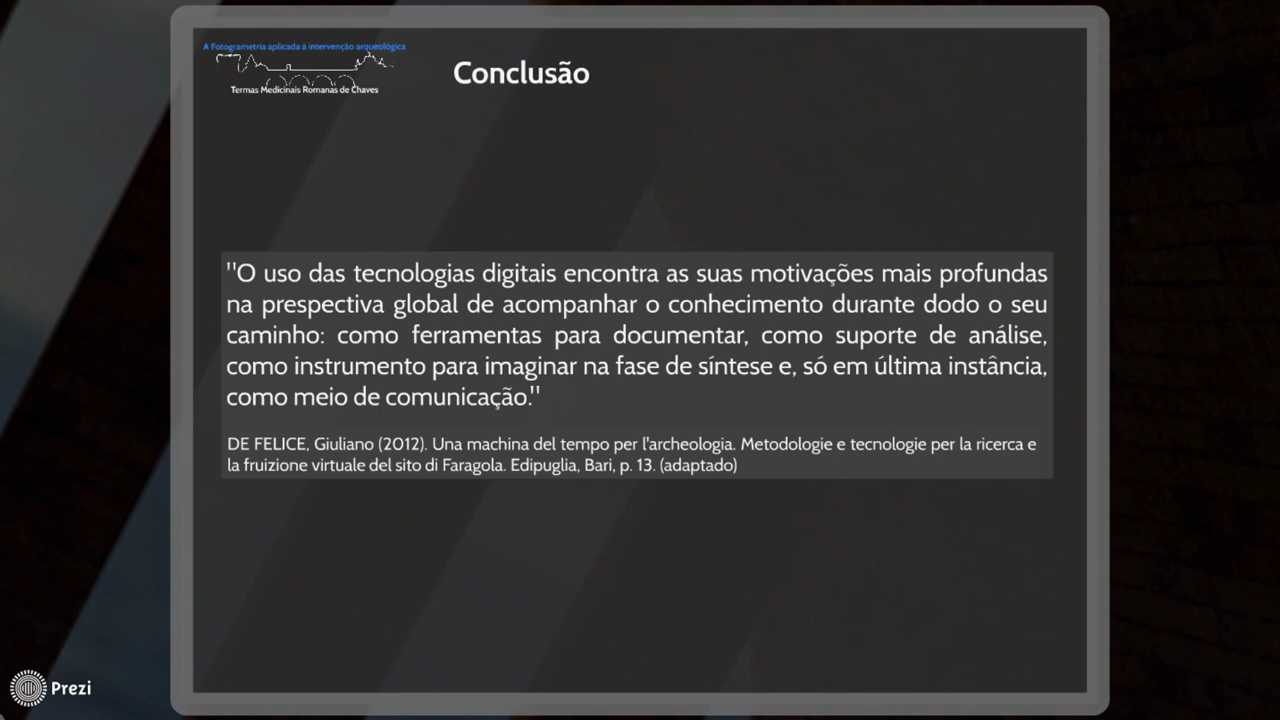 A Fotogrametria aplicada à intervenção arqueológica
Termas Medicinais Romanas de Chaves
Conclusão
"O uso das tecnologias digitais encontra as suas motivações mais profundas
na prespectiva global de acompanhar o conhecimento durante dodo o seu
caminho: como ferramentas para documentar, como suporte de análise,
como instrumento para imaginar na fase de síntese e, só em última instância,
como meio de comunicação."
DE FELICE, Giuliano (2012). Una machina del tempo per l'archeologia. Metodologie e tecnologie per la ricerca e
la fruizione virtuale del sito di Faragola. Edipuglia, Bari, p. 13. (adaptado)
Prezi